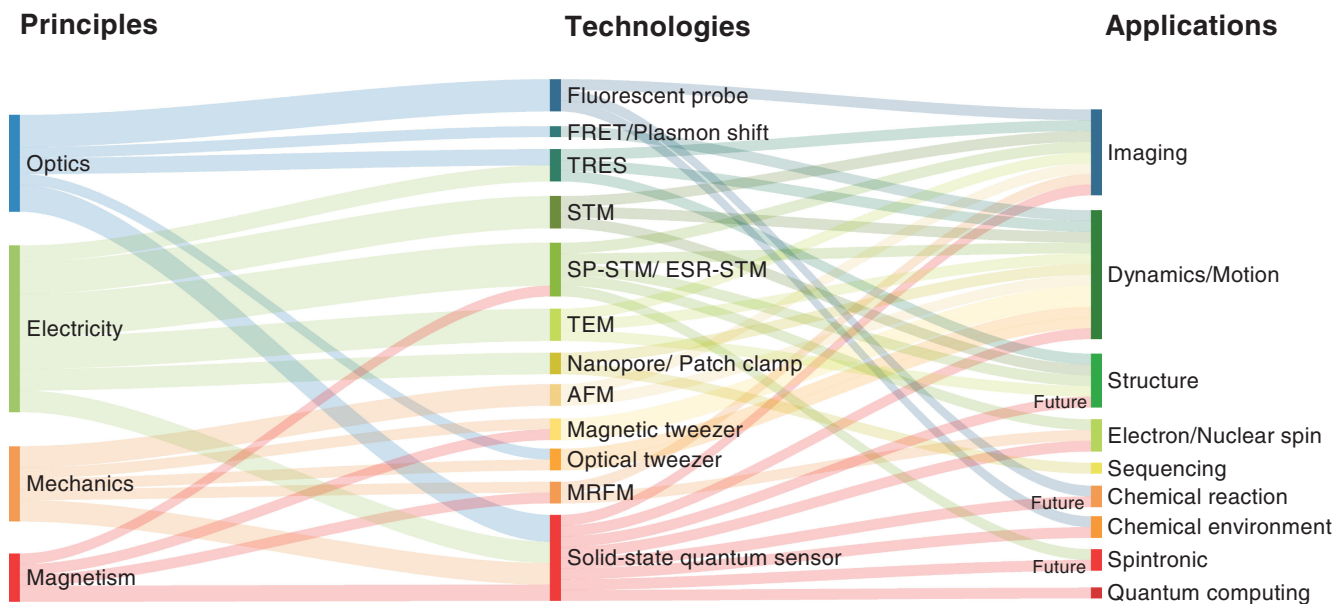 Principles
Technologies
Applications
Optics
Electricity
Mechanics
Magnetism
Fluorescent probe
FRET/Plasmon shift
TRES
STM
SP-STM/ ESR-STM
TEM
Nanopore/ Patch clamp
AFM
Magnetic tweezer
Optical tweezer
MRFM
Solid-state quantum sensor
Imaging
Dynamics/Motion
Structure
Future
Electron/Nuclear spin
Sequencing
Chemical reaction
Future
Chemical environment
Spintronic
Future
Quantum computing